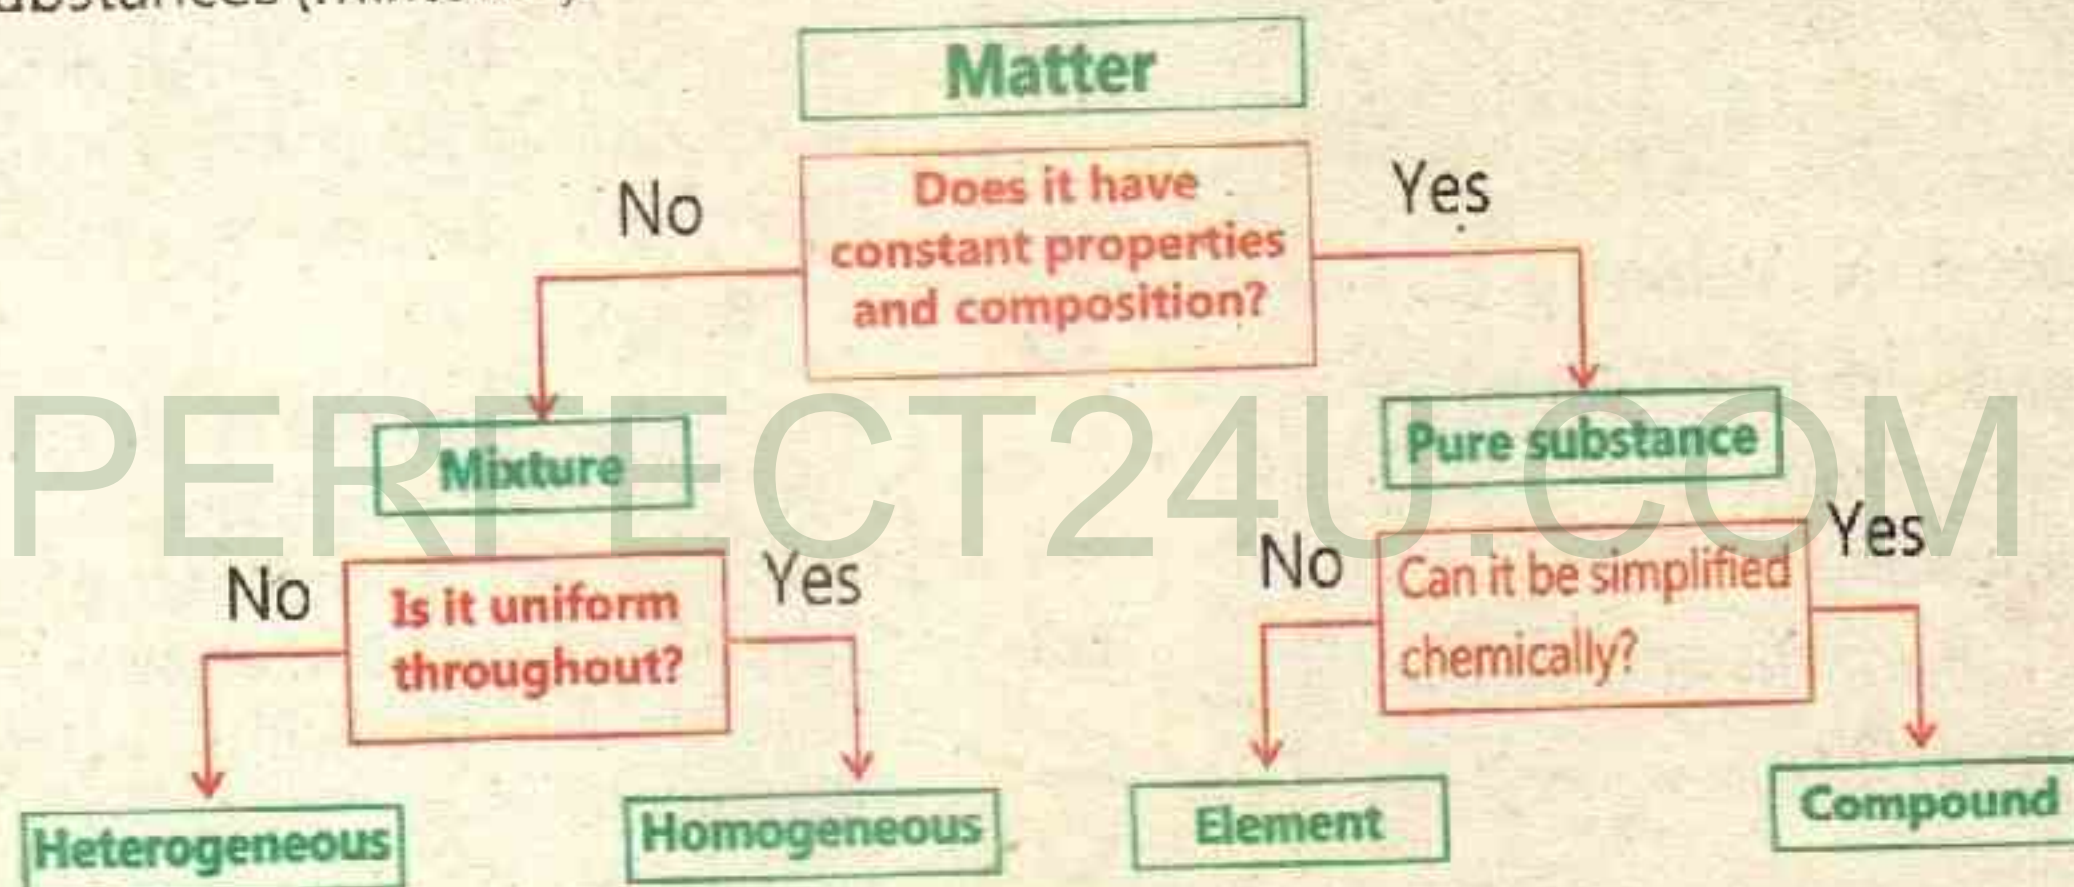 Matter
No
Does it have
constant properties
and composition?
Yes
Mixture
Pure substance
No
Is it uniform
throughout?
Yes
No
Can it be simplified
chemically?
Yes
Heterogeneous
Homogeneous
Element
Compound
PERFECT24U.COM